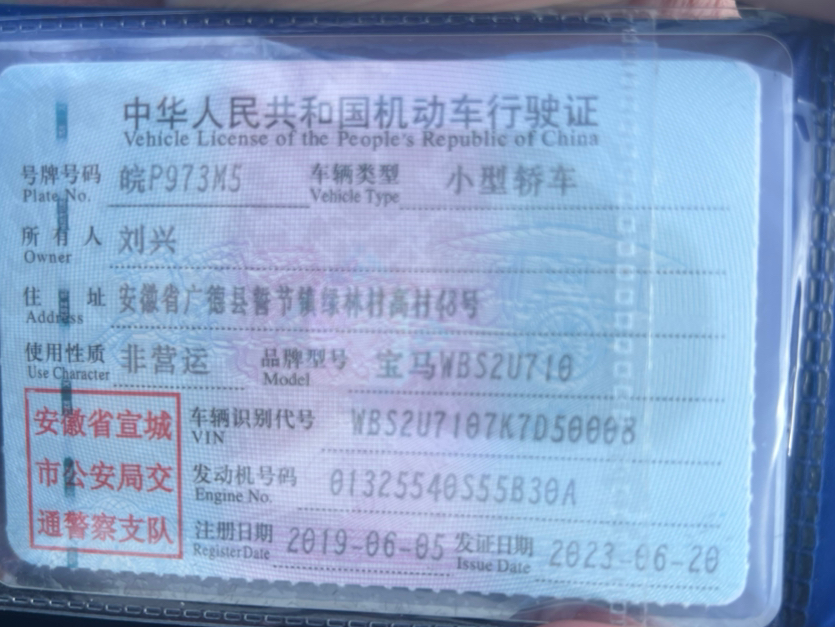 中华人民共和国机动车行驶证
Vehicle License of the People's Republic of China
号牌号码 皖P973M5 车辆类型 小型轿车
Plate No. Vehicle Type
所有人 刘兴
Owner
住址 安徽省广德县誓节镇绿林村高村48号
Address
使用性质 非营运 品牌型号 宝马WBS2U710
Use Character Model
车辆识别代号 WBS2U7107K7D50008
VIN
发动机号码 01325540S55B30A
Engine No.
注册日期 2019-06-05 发证日期 2023-06-20
Register Date Issue Date
安徽省宣城
市公安局交
通警察支队